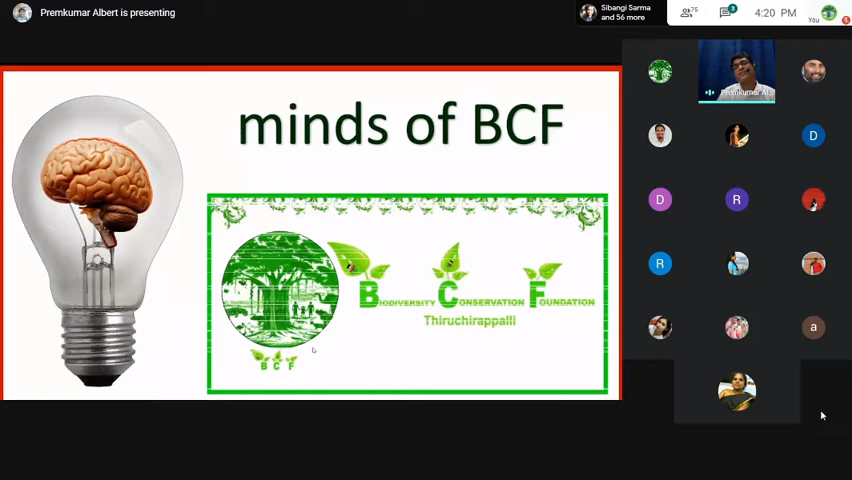 Premkumar Albert is presenting
Sibangi Sarma
and 56 more
75
3
4:20 PM
You
minds of BCF
BIODIVERSITY CONSERVATION FOUNDATION
Thiruchirappalli
B C F
Premkumar Al...
D
D
R
R
a